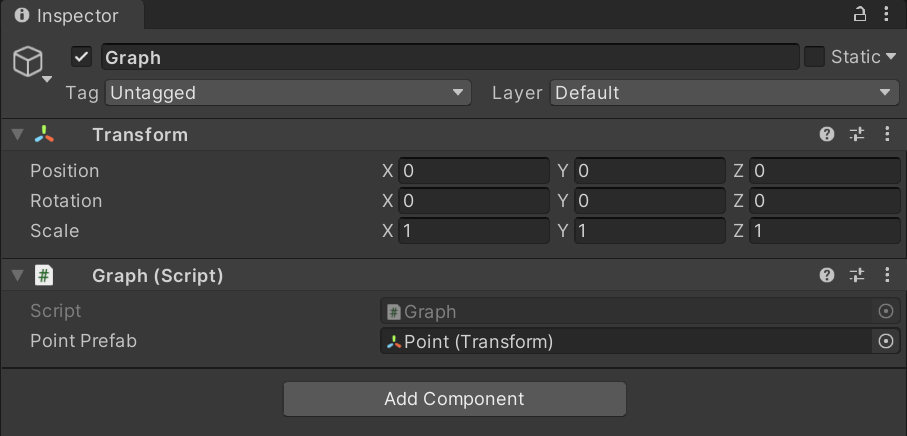 Inspector
Graph
Static
Tag Untagged Layer Default
Transform
Position X 0 Y 0 Z 0
Rotation X 0 Y 0 Z 0
Scale X 1 Y 1 Z 1
Graph (Script)
Script Graph
Point Prefab Point (Transform)
Add Component